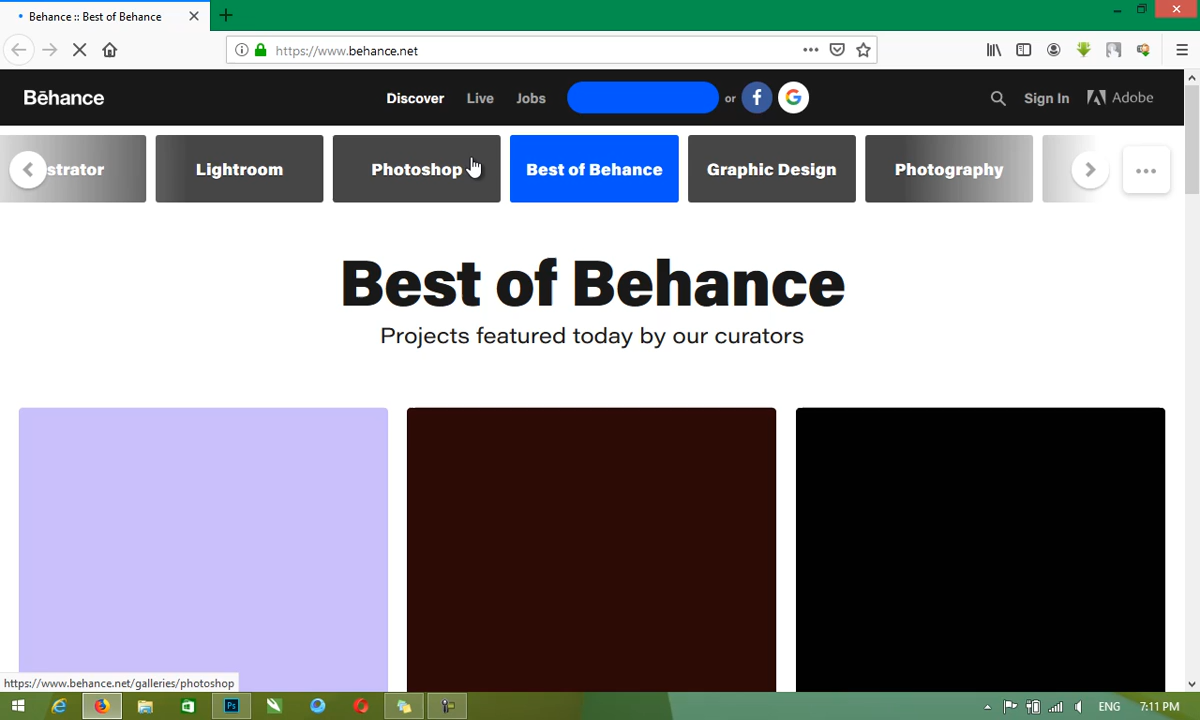 Behance :: Best of Behance
https://www.behance.net
Bēhance
Discover
Live
Jobs
or
Sign In
Adobe
strator
Lightroom
Photoshop
Best of Behance
Graphic Design
Photography
Best of Behance
Projects featured today by our curators
https://www.behance.net/galleries/photoshop
ENG
7:11 PM